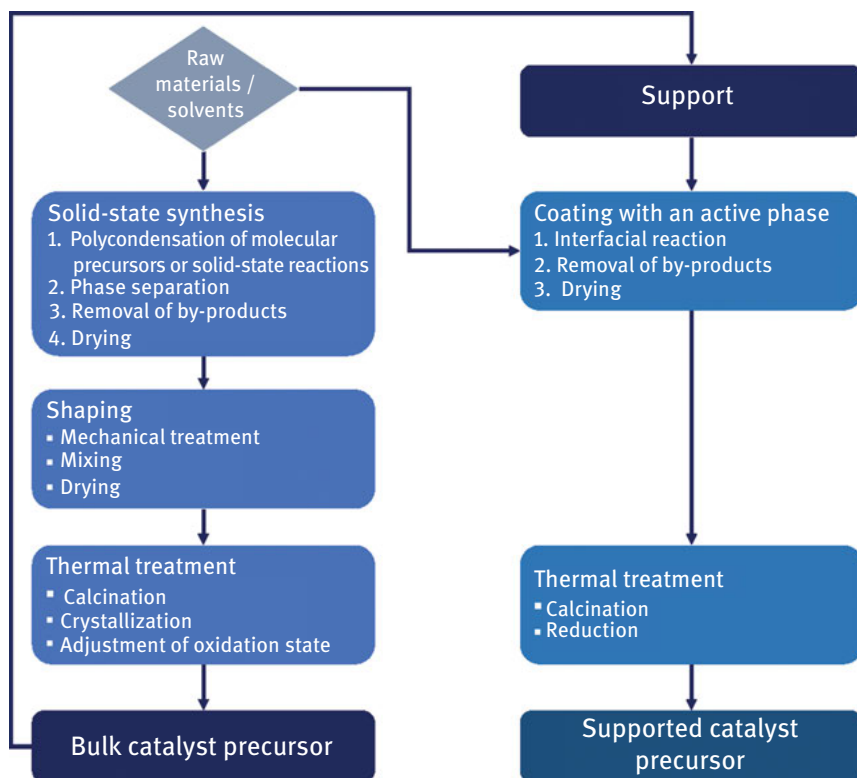 Raw
materials /
solvents
Support
Solid-state synthesis
1. Polycondensation of molecular
precursors or solid-state reactions
2. Phase separation
3. Removal of by-products
4. Drying
Coating with an active phase
1. Interfacial reaction
2. Removal of by-products
3. Drying
Shaping
▪ Mechanical treatment
▪ Mixing
▪ Drying
Thermal treatment
▪ Calcination
▪ Crystallization
▪ Adjustment of oxidation state
Thermal treatment
▪ Calcination
▪ Reduction
Bulk catalyst precursor
Supported catalyst
precursor